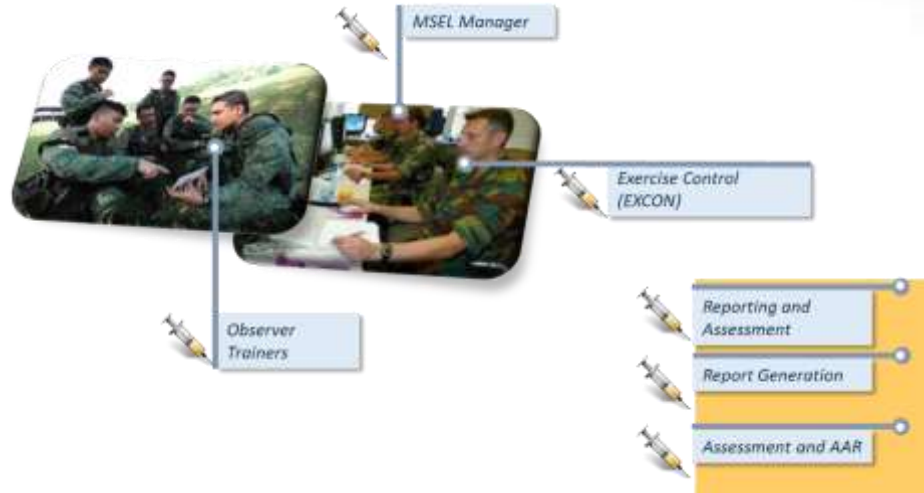 MSEL Manager
Exercise Control
(EXCON)
Observer
Trainers
Reporting and
Assessment
Report Generation
Assessment and AAR